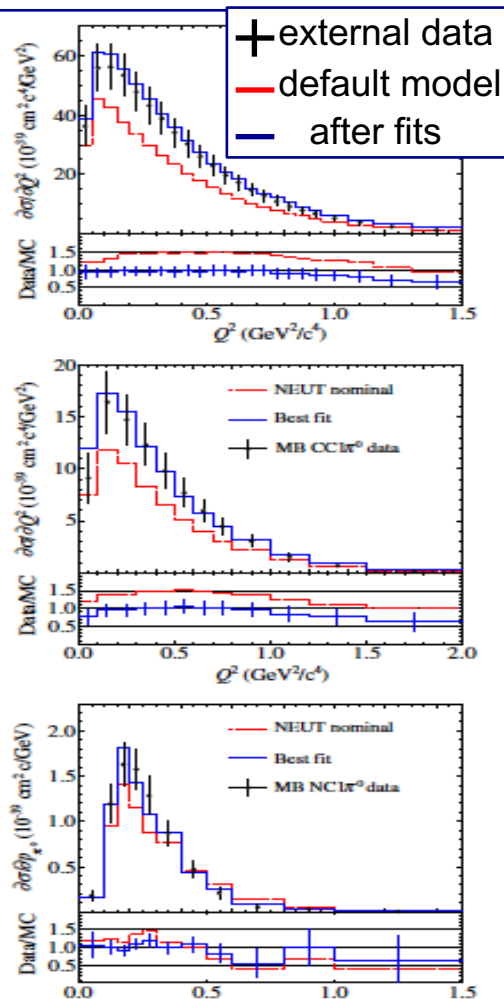 external data
default model
after fits
∂σ/∂Q² (10⁻³⁹ cm² c⁴/GeV²)
60
40
20
Data/MC
1.5
1.0
0.5
0 0.5 1.0 1.5
Q² (GeV²/c⁴)
∂σ/∂Q² (10⁻³⁹ cm² c⁴/GeV²)
20
15
10
5
NEUT nominal
Best fit
MB CC1π⁰ data
Data/MC
1.5
1.0
0.5
0.0 0.5 1.0 1.5 2.0
Q² (GeV²/c⁴)
∂σ/∂pπ⁰ (10⁻³⁹ cm² c/GeV)
2.0
1.5
1.0
0.5
NEUT nominal
Best fit
MB NC1π⁰ data
Data/MC
1.5
1.0
0.5
0.0 0.5 1.0 1.5